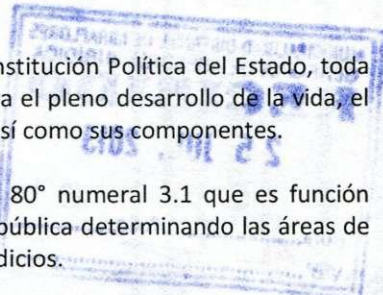 nstitución Política del Estado, toda
a el pleno desarrollo de la vida, el
sí como sus componentes.
80° numeral 3.1 que es función
pública determinando las áreas de
dicios.